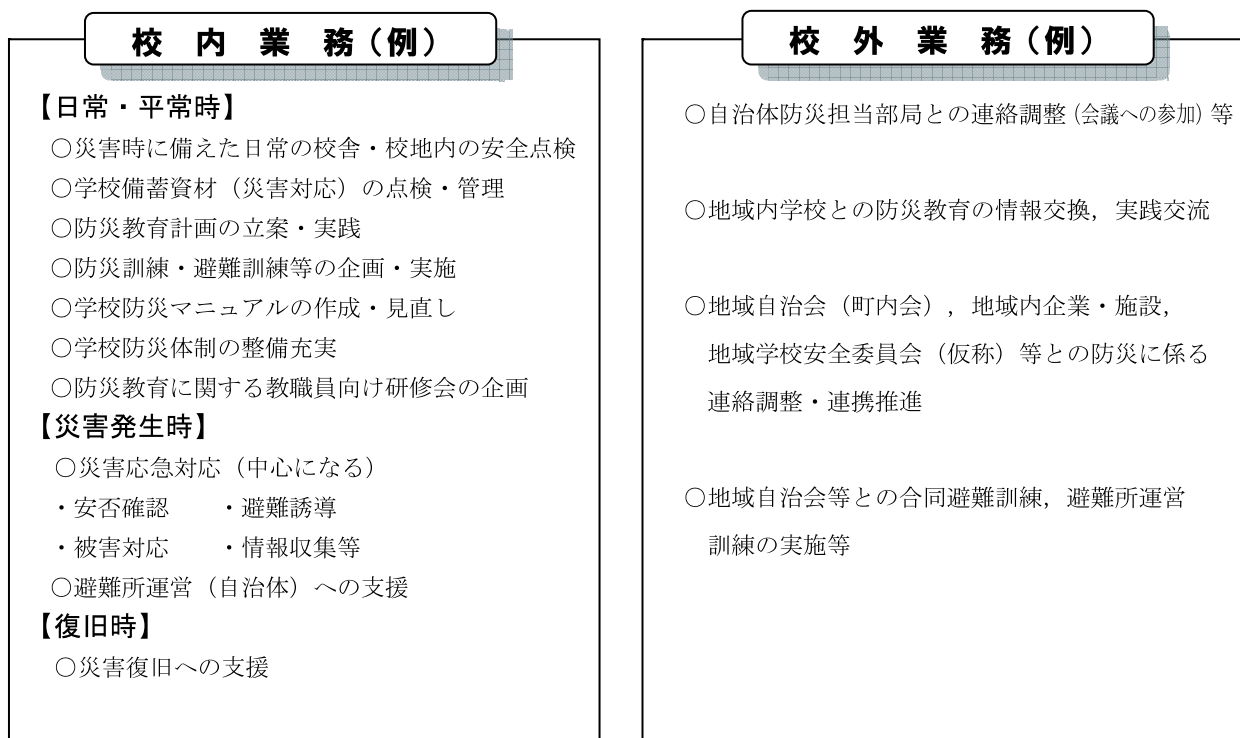 校 内 業 務（例）
【日常・平常時】
○災害時に備えた日常の校舎・校地内の安全点検
○学校備蓄資材（災害対応）の点検・管理
○防災教育計画の立案・実践
○防災訓練・避難訓練等の企画・実施
○学校防災マニュアルの作成・見直し
○学校防災体制の整備充実
○防災教育に関する教職員向け研修会の企画
【災害発生時】
○災害応急対応（中心になる）
・安否確認　　・避難誘導
・被害対応　　・情報収集等
○避難所運営（自治体）への支援
【復旧時】
○災害復旧への支援
校 外 業 務（例）
○自治体防災担当部局との連絡調整（会議への参加）等
○地域内学校との防災教育の情報交換，実践交流
○地域自治会（町内会），地域内企業・施設，
地域学校安全委員会（仮称）等との防災に係る
連絡調整・連携推進
○地域自治会等との合同避難訓練，避難所運営
訓練の実施等